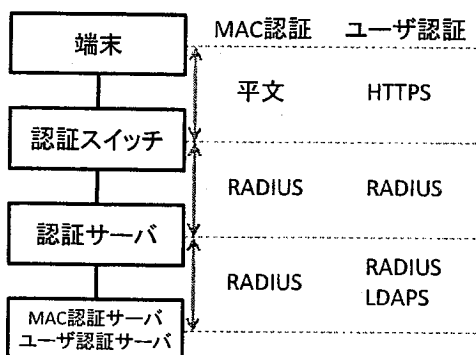 MAC認証 ユーザ認証
端末
平文 HTTPS
認証スイッチ
RADIUS RADIUS
認証サーバ
RADIUS RADIUS
LDAPS
MAC認証サーバ
ユーザ認証サーバ